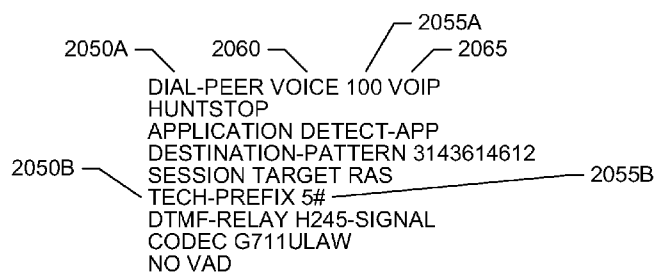 2055A
2050A 2060 2065
DIAL-PEER VOICE 100 VOIP
HUNTSTOP
APPLICATION DETECT-APP
DESTINATION-PATTERN 3143614612
2050B SESSION TARGET RAS 2055B
TECH-PREFIX 5#
DTMF-RELAY H245-SIGNAL
CODEC G711ULAW
NO VAD